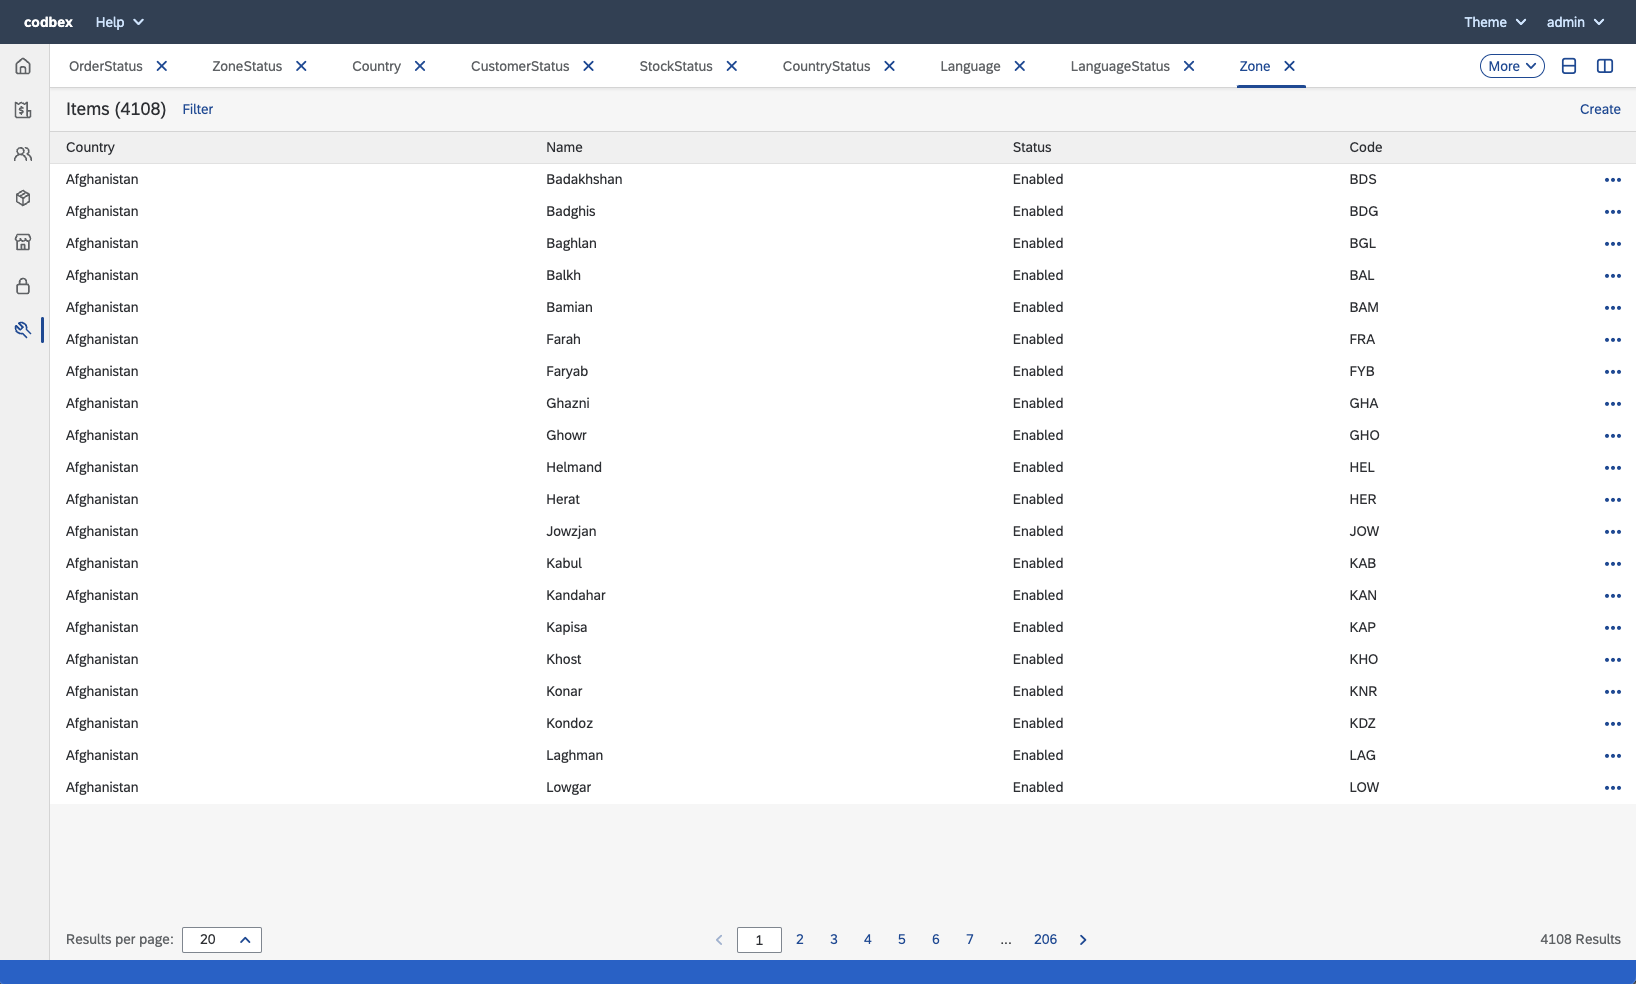 codbex Help Theme admin
OrderStatus ZoneStatus Country CustomerStatus StockStatus CountryStatus Language LanguageStatus Zone More
Items (4108) Filter Create
Country Name Status Code
Afghanistan Badakhshan Enabled BDS
Afghanistan Badghis Enabled BDG
Afghanistan Baghlan Enabled BGL
Afghanistan Balkh Enabled BAL
Afghanistan Bamian Enabled BAM
Afghanistan Farah Enabled FRA
Afghanistan Faryab Enabled FYB
Afghanistan Ghazni Enabled GHA
Afghanistan Ghowr Enabled GHO
Afghanistan Helmand Enabled HEL
Afghanistan Herat Enabled HER
Afghanistan Jowzjan Enabled JOW
Afghanistan Kabul Enabled KAB
Afghanistan Kandahar Enabled KAN
Afghanistan Kapisa Enabled KAP
Afghanistan Khost Enabled KHO
Afghanistan Konar Enabled KNR
Afghanistan Kondoz Enabled KDZ
Afghanistan Laghman Enabled LAG
Afghanistan Lowgar Enabled LOW
Results per page: 20 1 2 3 4 5 6 7 ... 206 4108 Results